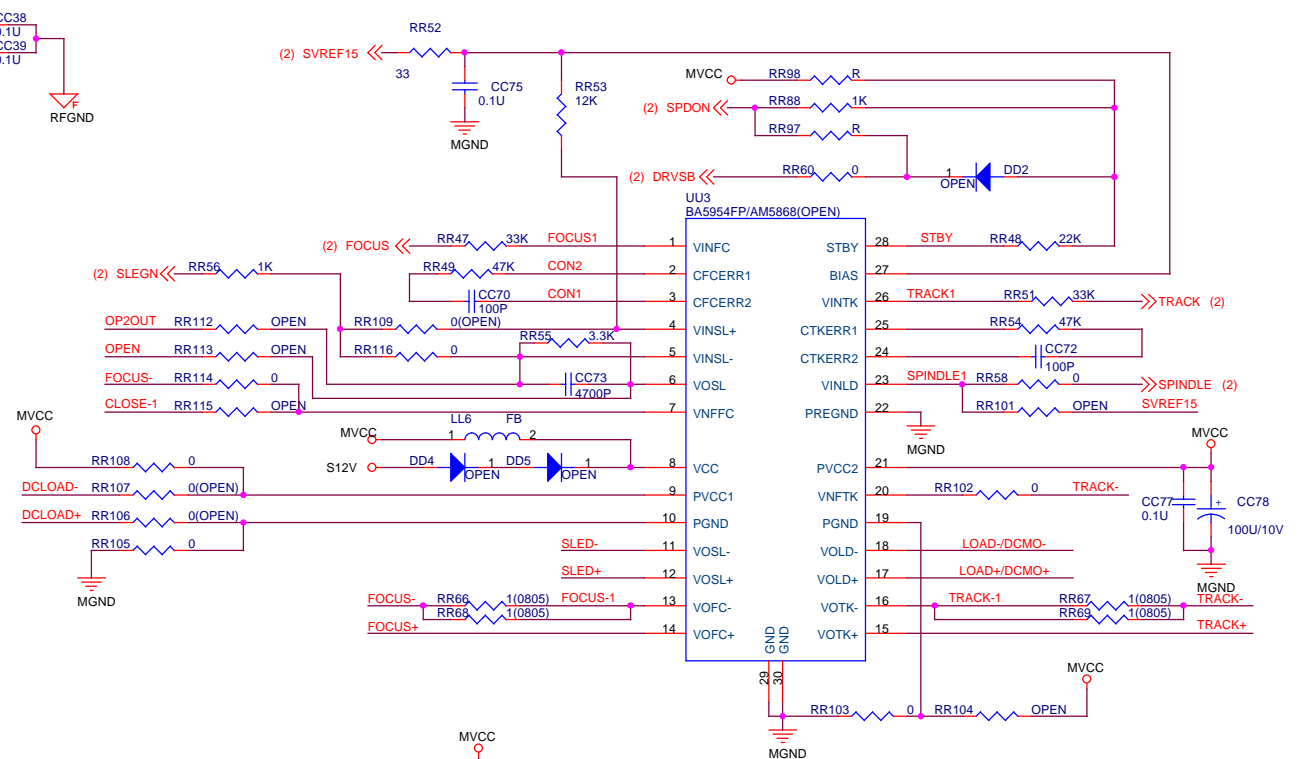 CC38
0.1U
CC39
0.1U
F
RFGND
RR52
(2) SVREF15
33
CC75
0.1U
MGND
RR53
12K
MVCC
RR98 R
(2) SPDON
RR88 1K
RR97 R
(2) DRVSB
RR60 0
1
OPEN
DD2
UU3
BA5954FP/AM5868(OPEN)
(2) FOCUS
RR47 33K FOCUS1
1 VINFC
STBY 28
STBY
RR48 22K
(2) SLEGN
RR56 1K
RR49 47K CON2
2 CFCERR1
BIAS 27
CC70
100P
CON1
3 CFCERR2
VINTK 26
TRACK1
RR51 33K
TRACK (2)
OP2OUT
RR112 OPEN
RR109 0(OPEN)
4 VINSL+
CTKERR1 25
RR54 47K
RR55 3.3K
OPEN
RR113 OPEN
RR116 0
5 VINSL-
CTKERR2 24
CC72
100P
FOCUS-
RR114 0
CC73
4700P
6 VOSL
VINLD 23
SPINDLE1
RR58 0
SPINDLE (2)
CLOSE-1
RR115 OPEN
7 VNFFC
PREGND 22
RR101 OPEN
SVREF15
MGND
MVCC
MVCC
LL6 FB
MVCC
1 2
S12V
DD4
1
OPEN
DD5
1
OPEN
8 VCC
PVCC2 21
RR108 0
DCLOAD-
RR107 0(OPEN)
9 PVCC1
VNFTK 20
RR102 0
TRACK-
CC77
0.1U
+
CC78
100U/10V
MGND
DCLOAD+
RR106 0(OPEN)
10 PGND
PGND 19
RR105 0
MGND
SLED-
11 VOSL-
VOLD- 18
LOAD-/DCMO-
SLED+
12 VOSL+
VOLD+ 17
LOAD+/DCMO+
FOCUS-
RR66 1(0805)
RR68 1(0805)
FOCUS-1
13 VOFC-
VOTK- 16
TRACK-1
RR67 1(0805)
RR69 1(0805)
TRACK-
FOCUS+
14 VOFC+
VOTK+ 15
TRACK+
GND
GND
29
30
RR103 0
RR104 OPEN
MVCC
MGND
MVCC